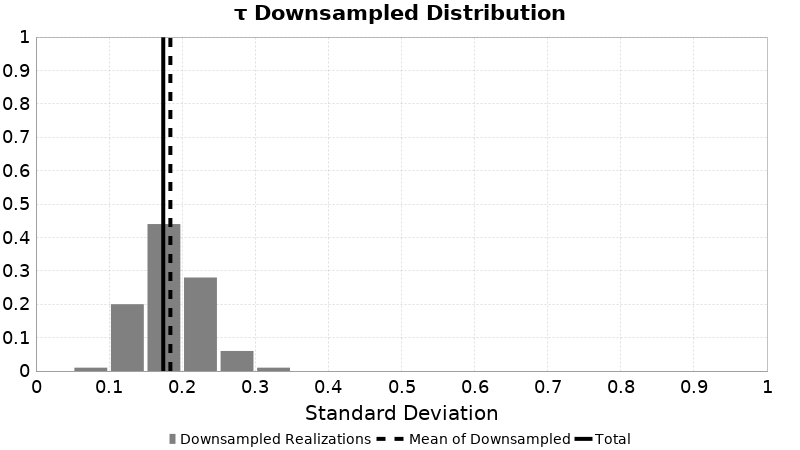 τ Downsampled Distribution
1
0.9
0.8
0.7
0.6
0.5
0.4
0.3
0.2
0.1
0
0 0.1 0.2 0.3 0.4 0.5 0.6 0.7 0.8 0.9 1
Standard Deviation
Downsampled Realizations Mean of Downsampled Total